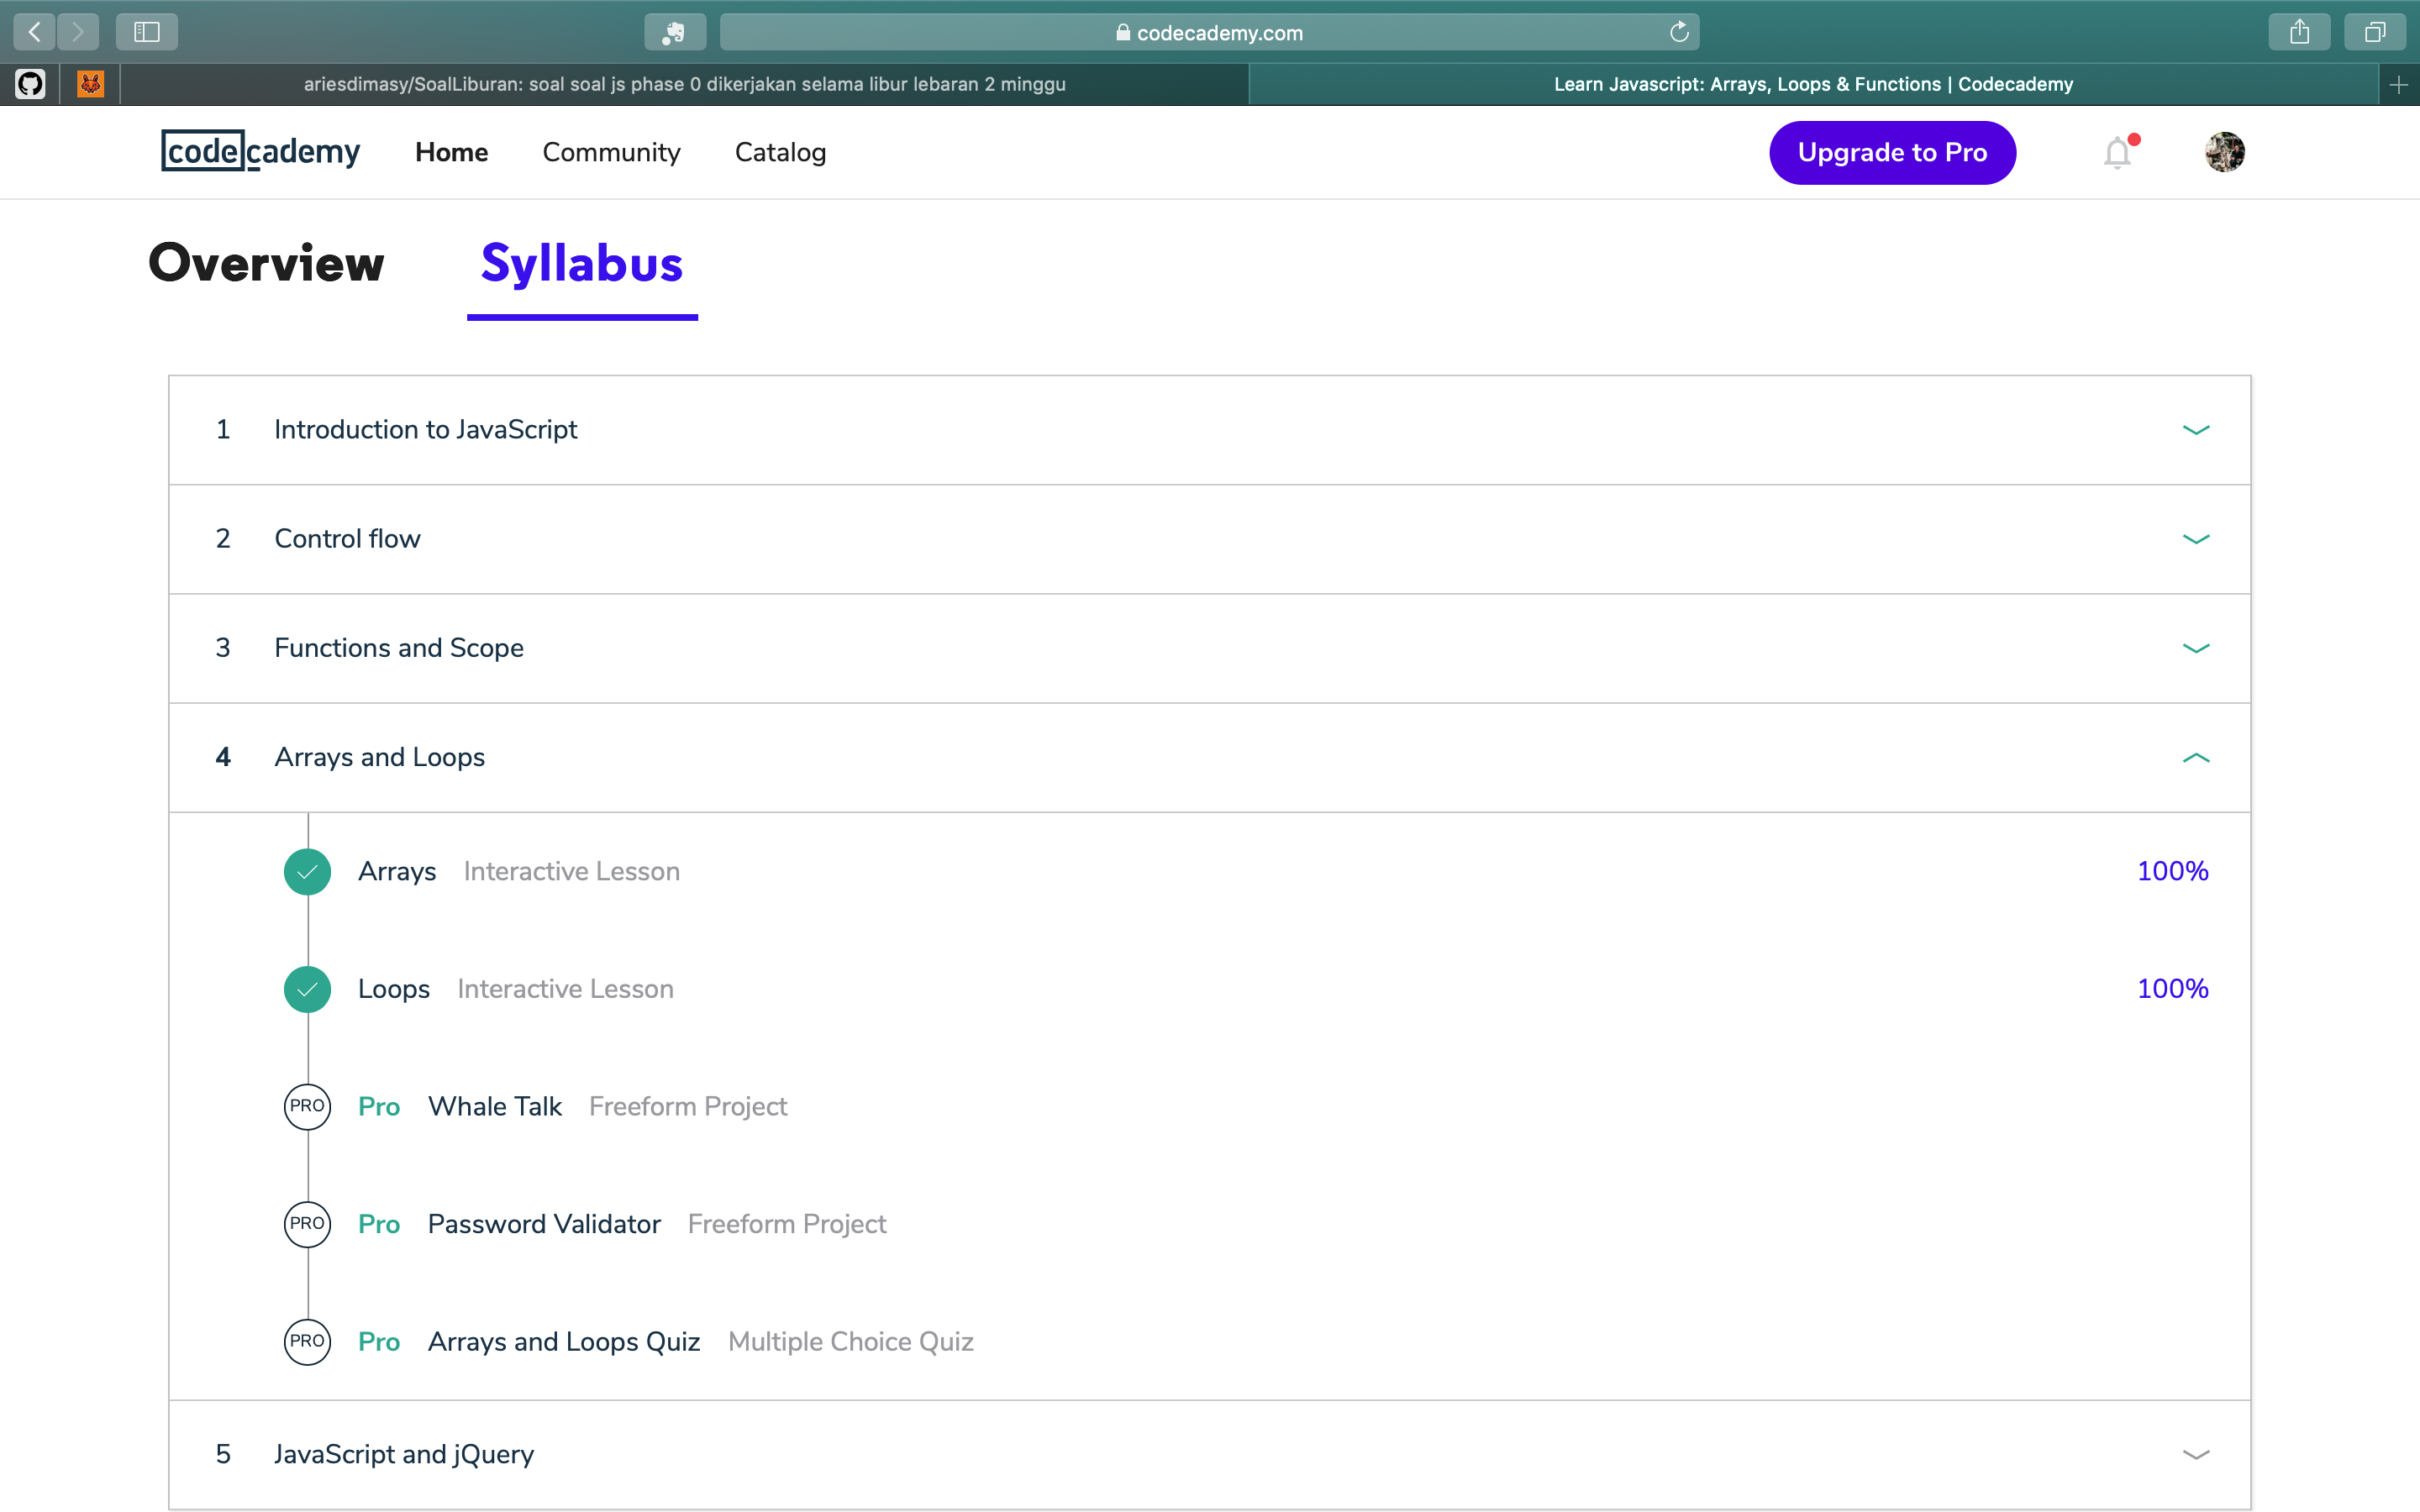 codecademy.com
ariesdimasy/SoalLiburan: soal soal js phase 0 dikerjakan selama libur lebaran 2 minggu
Learn Javascript: Arrays, Loops & Functions | Codecademy
codecademy Home Community Catalog Upgrade to Pro
Overview Syllabus
1 Introduction to JavaScript
2 Control flow
3 Functions and Scope
4 Arrays and Loops
Arrays Interactive Lesson 100%
Loops Interactive Lesson 100%
PRO Pro Whale Talk Freeform Project
PRO Pro Password Validator Freeform Project
PRO Pro Arrays and Loops Quiz Multiple Choice Quiz
5 JavaScript and jQuery